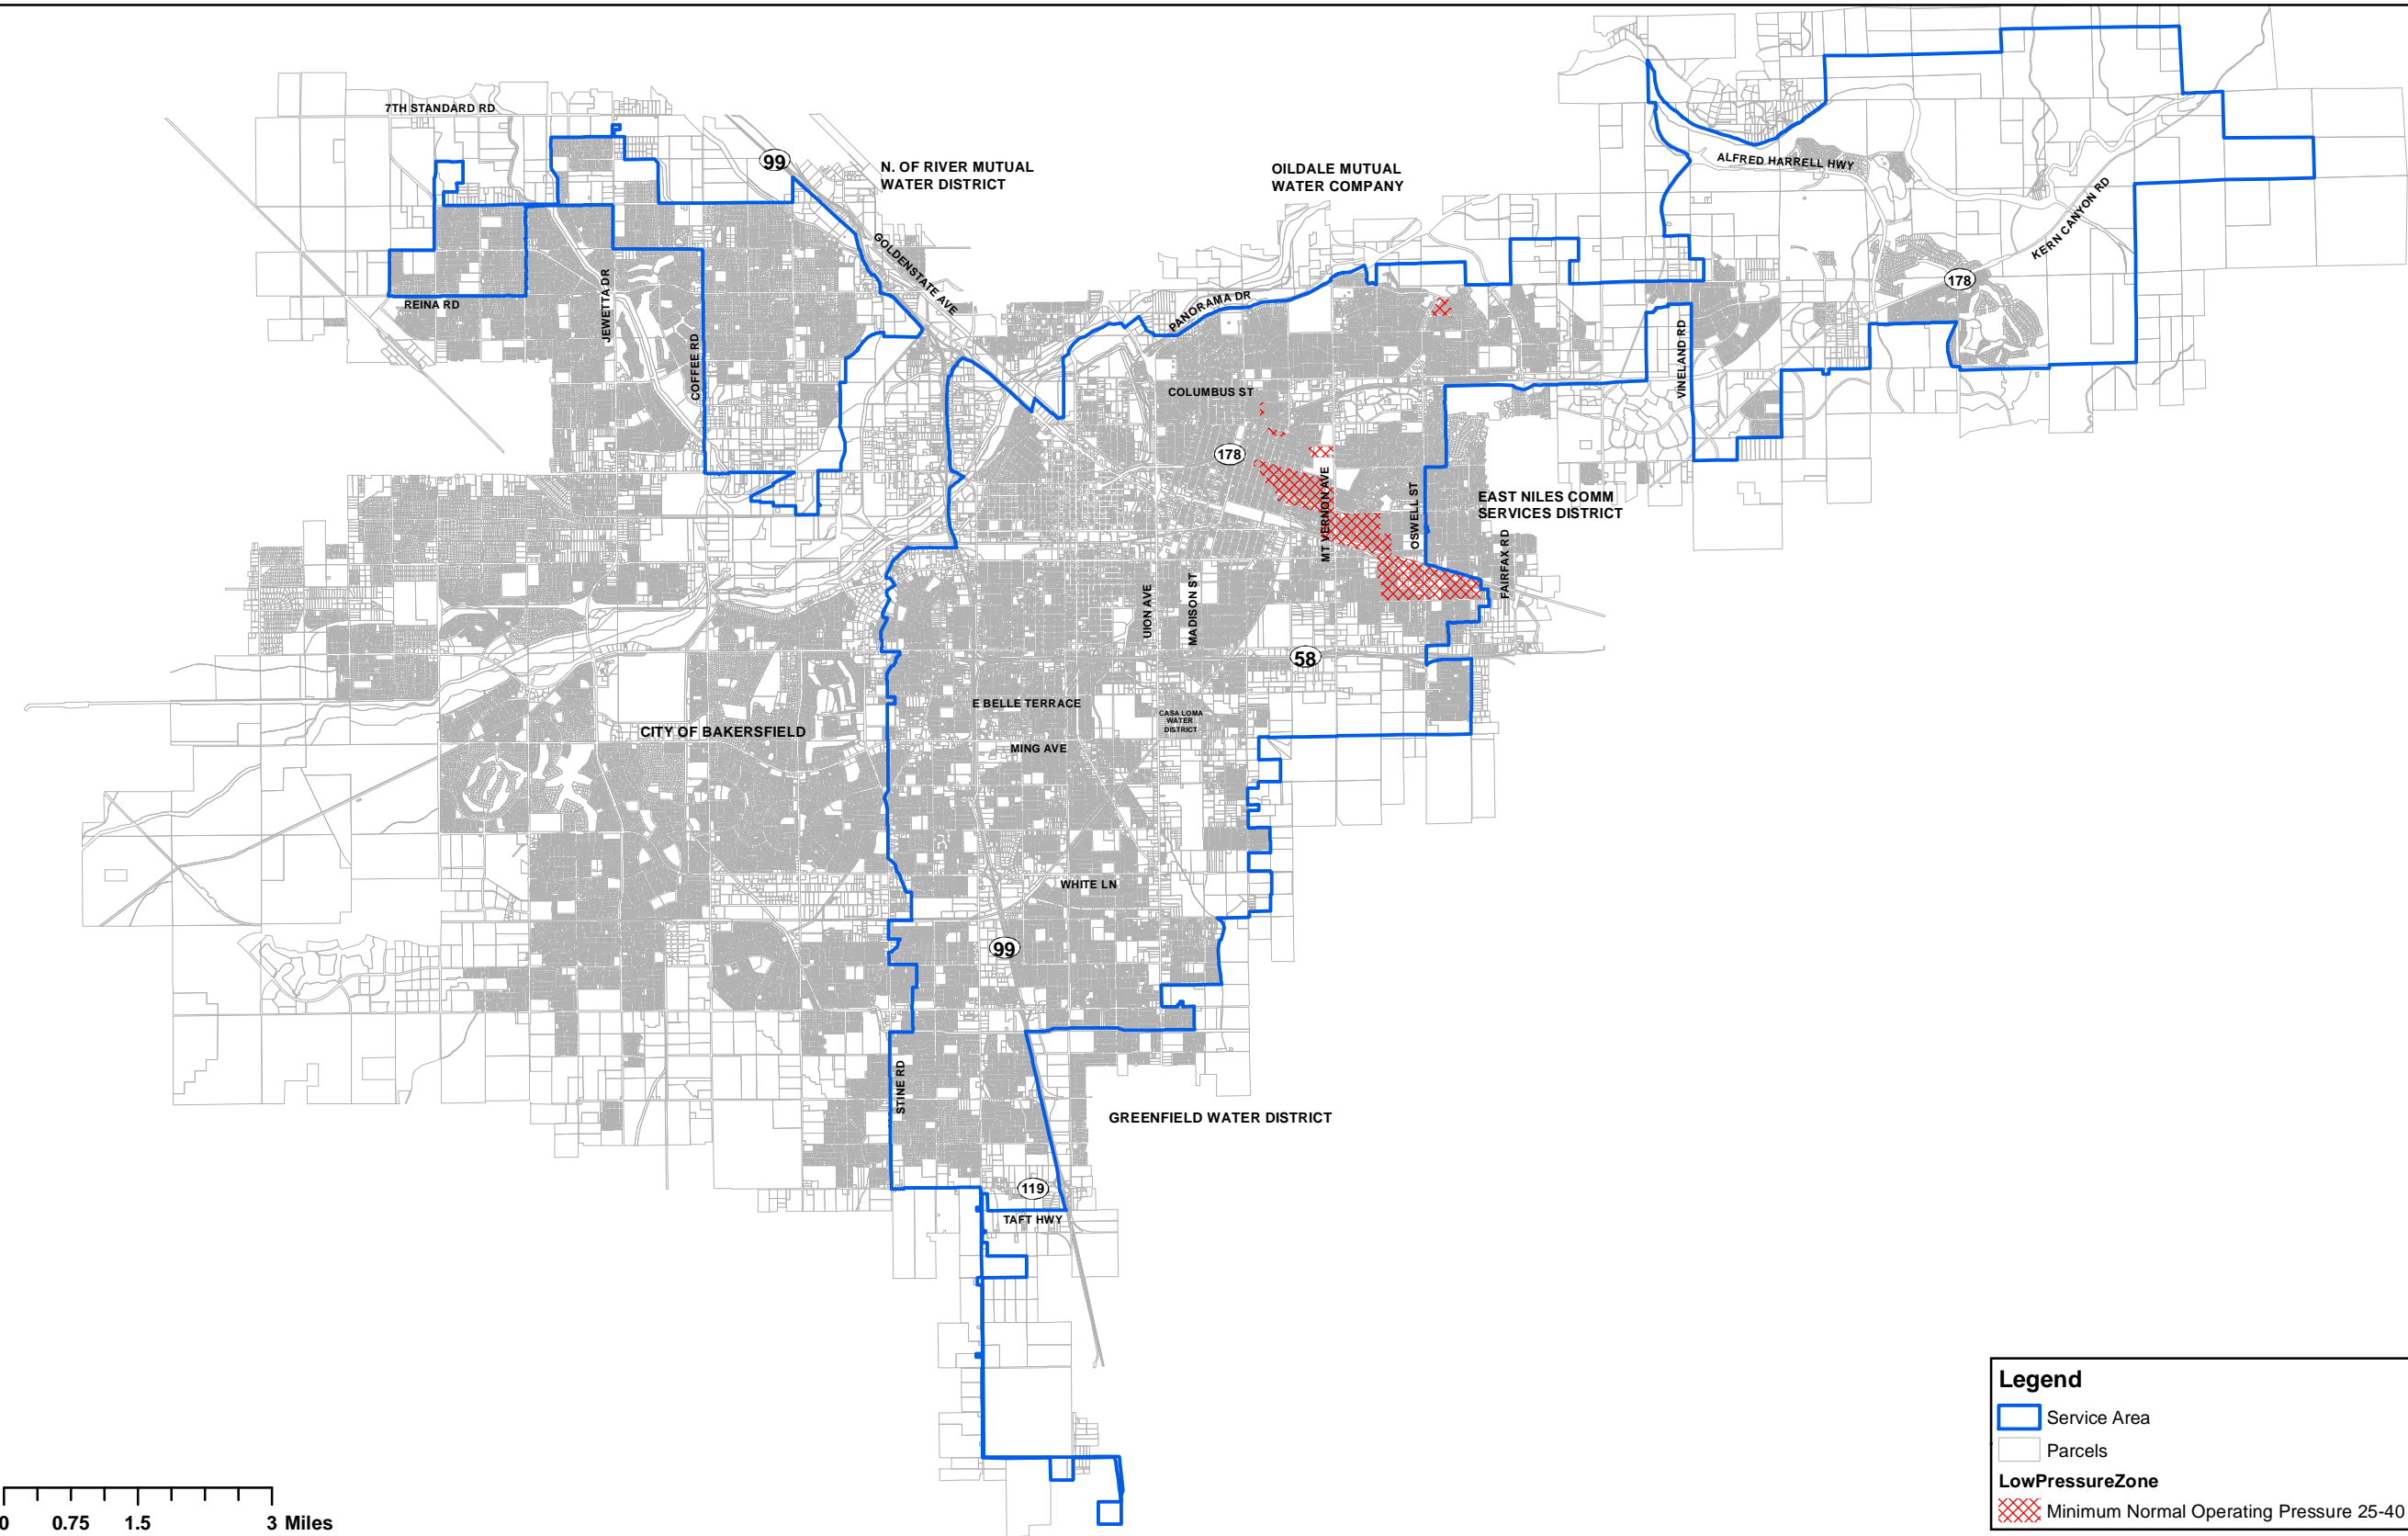 7TH STANDARD RD
99
N. OF RIVER MUTUAL
WATER DISTRICT
OILDALE MUTUAL
WATER COMPANY
ALFRED HARRELL HWY
KERN CANYON RD
178
GOLDENSTATE AVE
REINA RD
JEWETTA DR
COFFEE RD
PANORAMA DR
VINELAND RD
COLUMBUS ST
178
MT VERNON AVE
OSWELL ST
EAST NILES COMM
SERVICES DISTRICT
FAIRFAX RD
UION AVE
MADISON ST
58
E BELLE TERRACE
CASA LOMA
WATER
DISTRICT
CITY OF BAKERSFIELD
MING AVE
WHITE LN
99
STINE RD
GREENFIELD WATER DISTRICT
119
TAFT HWY
Legend
Service Area
Parcels
LowPressureZone
Minimum Normal Operating Pressure 25-40
0 0.75 1.5 3 Miles